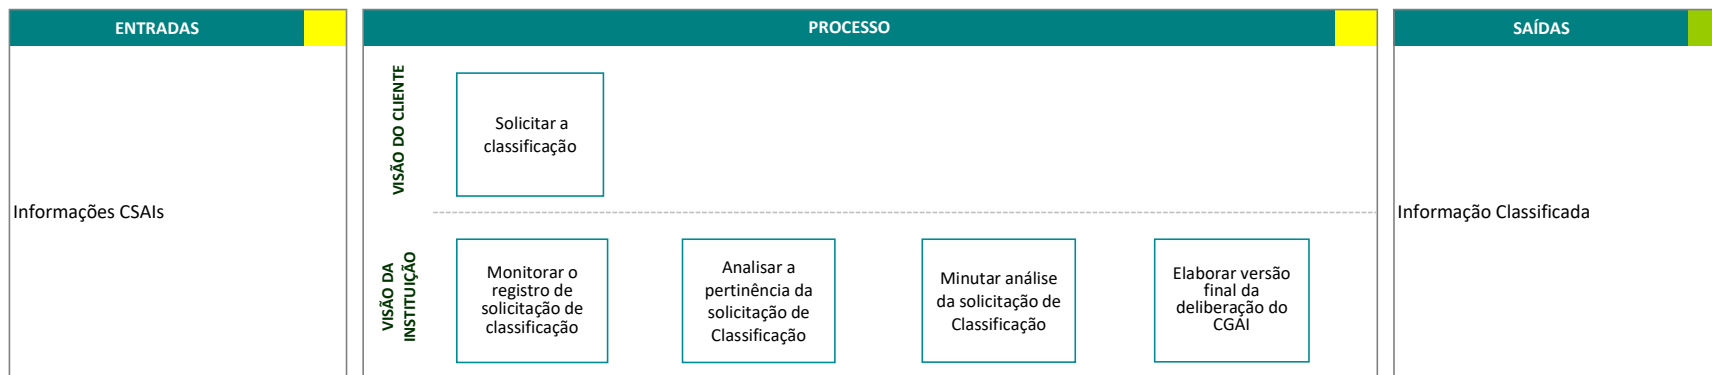 ENTRADAS
PROCESSO
SAÍDAS
Informações CSAIs
VISÃO DO CLIENTE
Solicitar a
classificação
VISÃO DA
INSTITUIÇÃO
Monitorar o
registro de
solicitação de
classificação
Analisar a
pertinência da
solicitação de
Classificação
Minutar análise
da solicitação de
Classificação
Elaborar versão
final da
deliberação do
CGAI
Informação Classificada